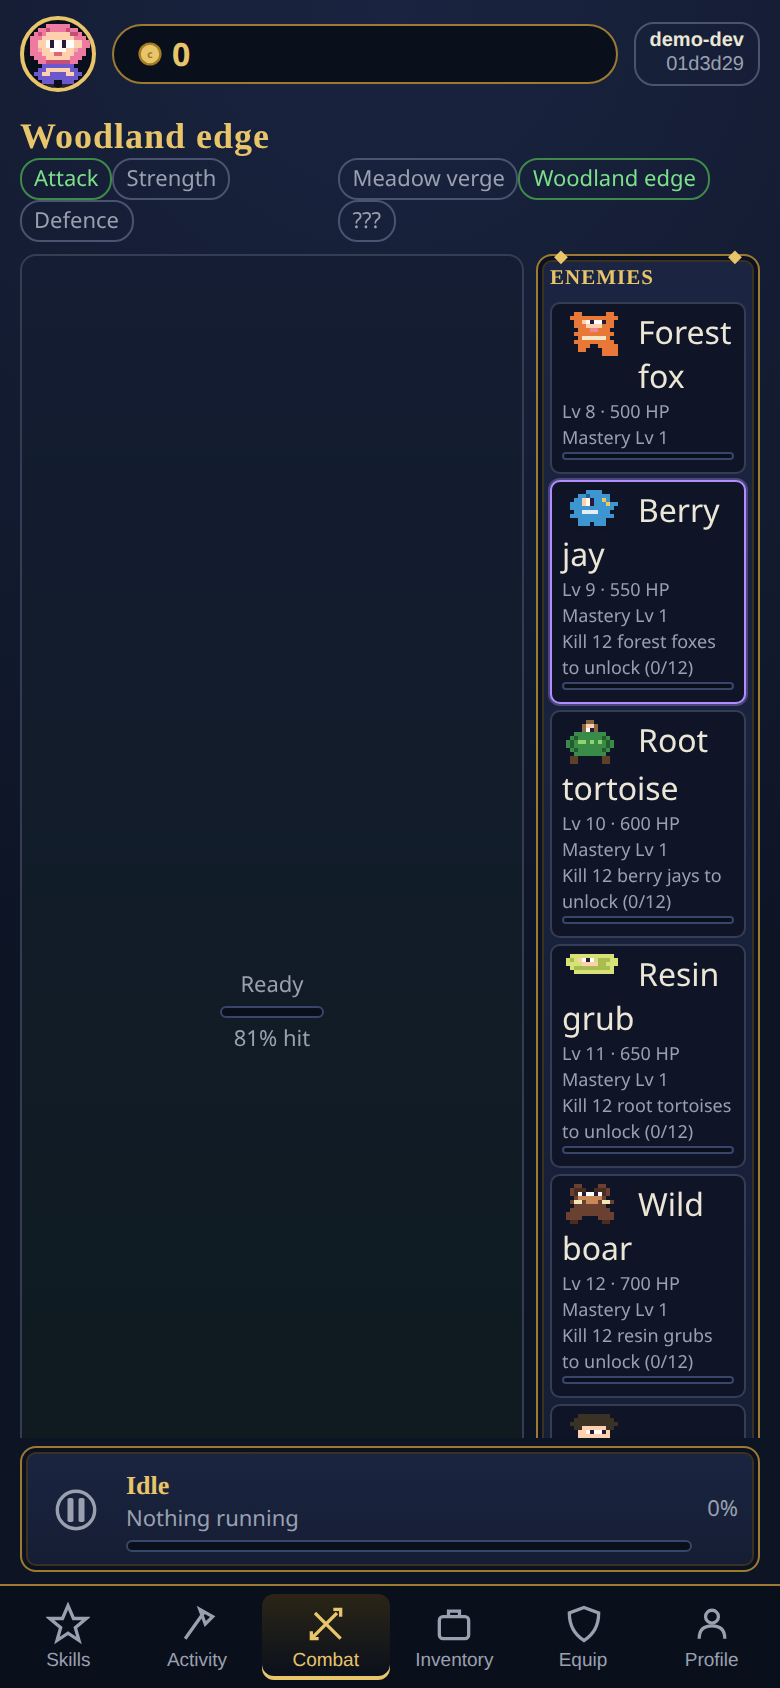 0
demo-dev
01d3d29
Woodland edge
Attack Strength
Defence
Meadow verge Woodland edge
???
ENEMIES
Forest
fox
Lv 8 · 500 HP
Mastery Lv 1
Berry
jay
Lv 9 · 550 HP
Mastery Lv 1
Kill 12 forest foxes
to unlock (0/12)
Root
tortoise
Lv 10 · 600 HP
Mastery Lv 1
Kill 12 berry jays to
unlock (0/12)
Resin
grub
Lv 11 · 650 HP
Mastery Lv 1
Kill 12 root tortoises
to unlock (0/12)
Wild
boar
Lv 12 · 700 HP
Mastery Lv 1
Kill 12 resin grubs
to unlock (0/12)
Ready
81% hit
Idle
Nothing running
0%
Skills
Activity
Combat
Inventory
Equip
Profile